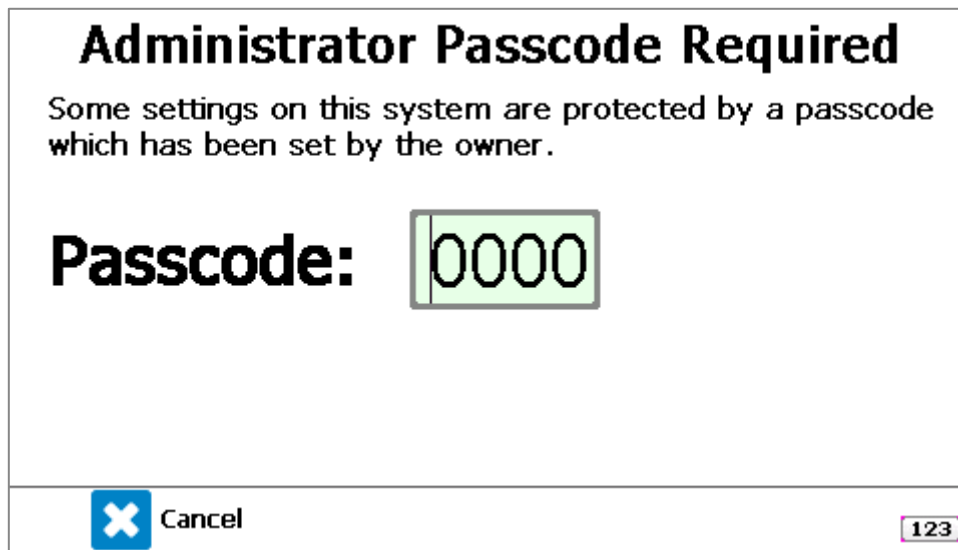 Administrator Passcode Required
Some settings on this system are protected by a passcode
which has been set by the owner.
Passcode: 0000
Cancel
123